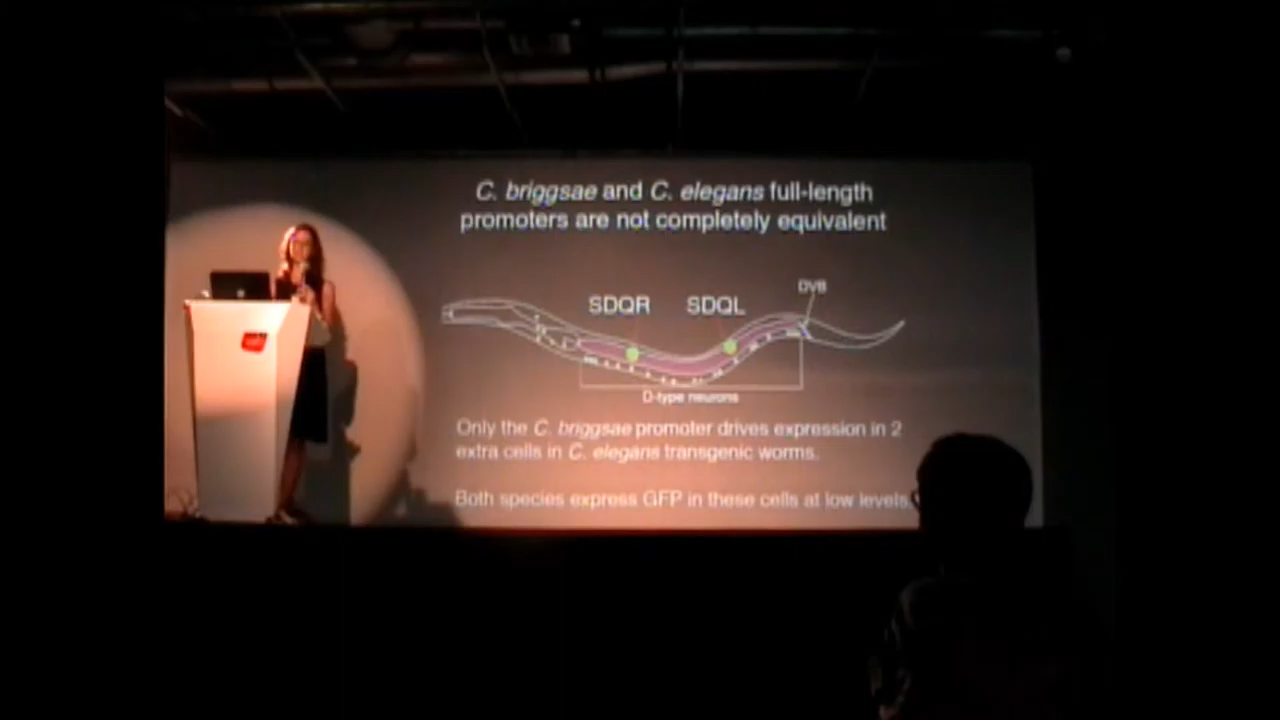 C. briggsae and C. elegans full-length
promoters are not completely equivalent
DVB
SDQR SDQL
D-type neurons
Only the C. briggsae promoter drives expression in 2
extra cells in C. elegans transgenic worms.
Both species express GFP in these cells at low levels.